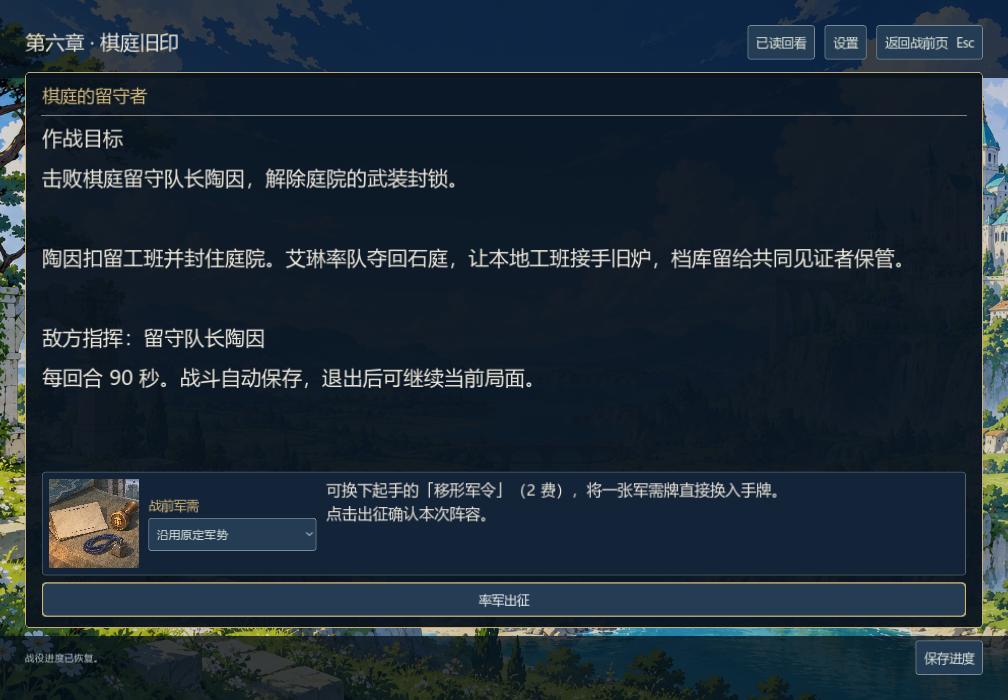 第六章 · 棋庭旧印
已读回看
设置
返回战前页 Esc
棋庭的留守者
作战目标
击败棋庭留守队长陶因，解除庭院的武装封锁。
陶因扣留工班并封住庭院。艾琳率队夺回石庭，让本地工班接手旧炉，档库留给共同见证者保管。
敌方指挥：留守队长陶因
每回合 90 秒。战斗自动保存，退出后可继续当前局面。
战前军需
沿用原定军势
可换下起手的「移形军令」（2 费），将一张军需牌直接换入手牌。
点击出征确认本次阵容。
率军出征
战役进度已恢复。
保存进度